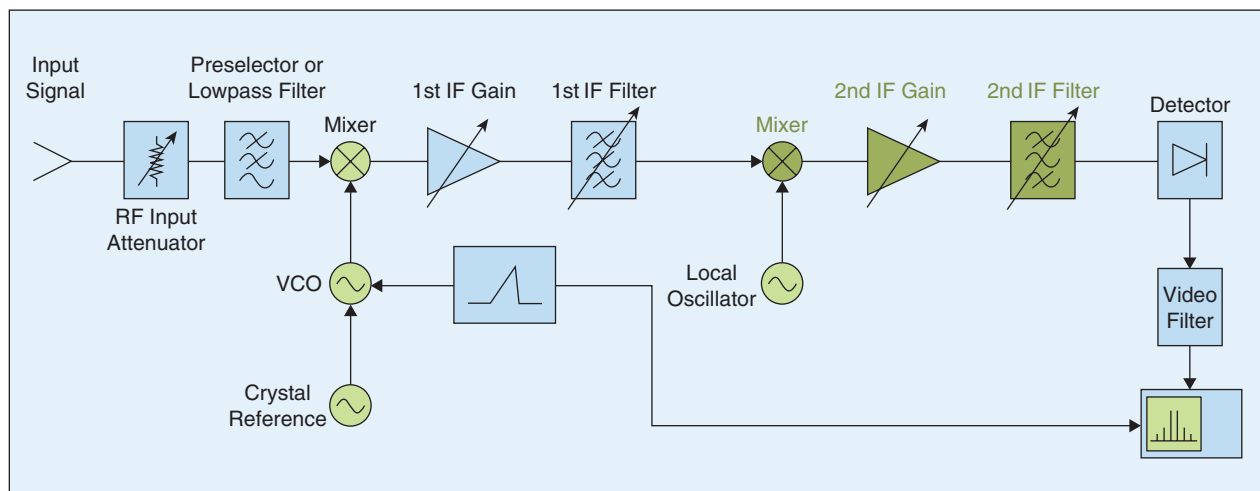 Input
Signal
Preselector or
Lowpass Filter
Mixer
1st IF Gain
1st IF Filter
Mixer
2nd IF Gain
2nd IF Filter
Detector
RF Input
Attenuator
VCO
Local
Oscillator
Video
Filter
Crystal
Reference